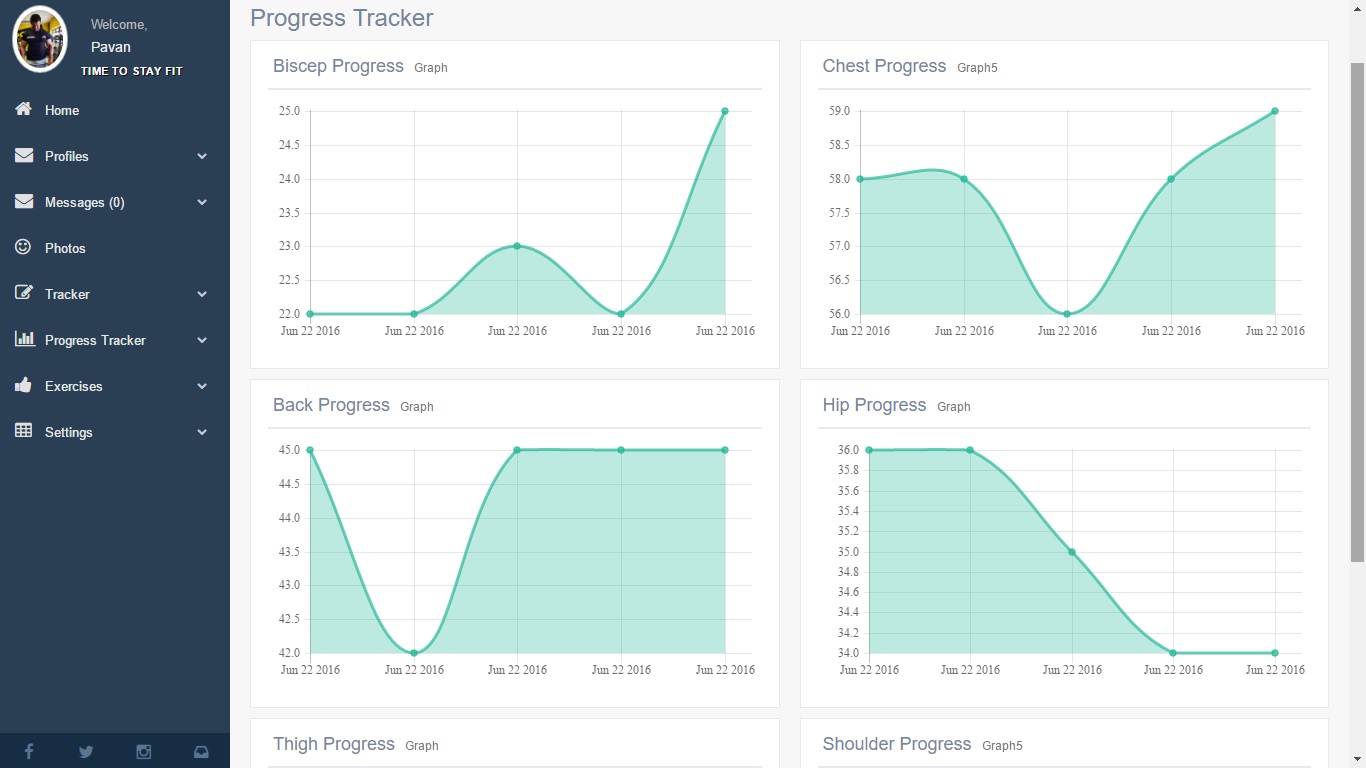 Welcome,
Pavan
TIME TO STAY FIT
Home
Profiles
Messages (0)
Photos
Tracker
Progress Tracker
Exercises
Settings
Progress Tracker
Biscep Progress Graph
25.0
24.5
24.0
23.5
23.0
22.5
22.0
Jun 22 2016 Jun 22 2016 Jun 22 2016 Jun 22 2016 Jun 22 2016
Chest Progress Graph5
59.0
58.5
58.0
57.5
57.0
56.5
56.0
Jun 22 2016 Jun 22 2016 Jun 22 2016 Jun 22 2016 Jun 22 2016
Back Progress Graph
45.0
44.5
44.0
43.5
43.0
42.5
42.0
Jun 22 2016 Jun 22 2016 Jun 22 2016 Jun 22 2016 Jun 22 2016
Hip Progress Graph
36.0
35.8
35.6
35.4
35.2
35.0
34.8
34.6
34.4
34.2
34.0
Jun 22 2016 Jun 22 2016 Jun 22 2016 Jun 22 2016 Jun 22 2016
Thigh Progress Graph
Shoulder Progress Graph5